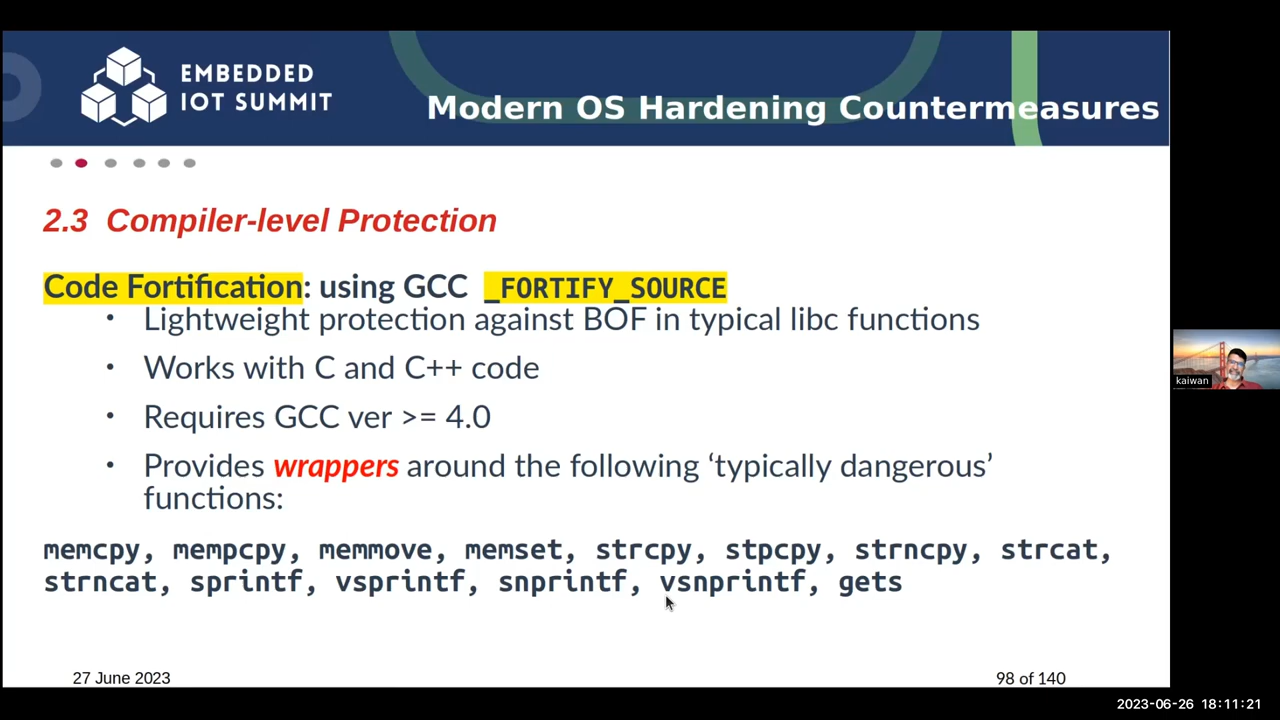 EMBEDDED
IOT SUMMIT
Modern OS Hardening Countermeasures
2.3 Compiler-level Protection
Code Fortification: using GCC _FORTIFY_SOURCE
• Lightweight protection against BOF in typical libc functions
• Works with C and C++ code
• Requires GCC ver >= 4.0
• Provides wrappers around the following ‘typically dangerous’
functions:
memcpy, mempcpy, memmove, memset, strcpy, stpcpy, strncpy, strcat,
strncat, sprintf, vsprintf, snprintf, vsnprintf, gets
kaiwan
27 June 2023
98 of 140
2023-06-26 18:11:21